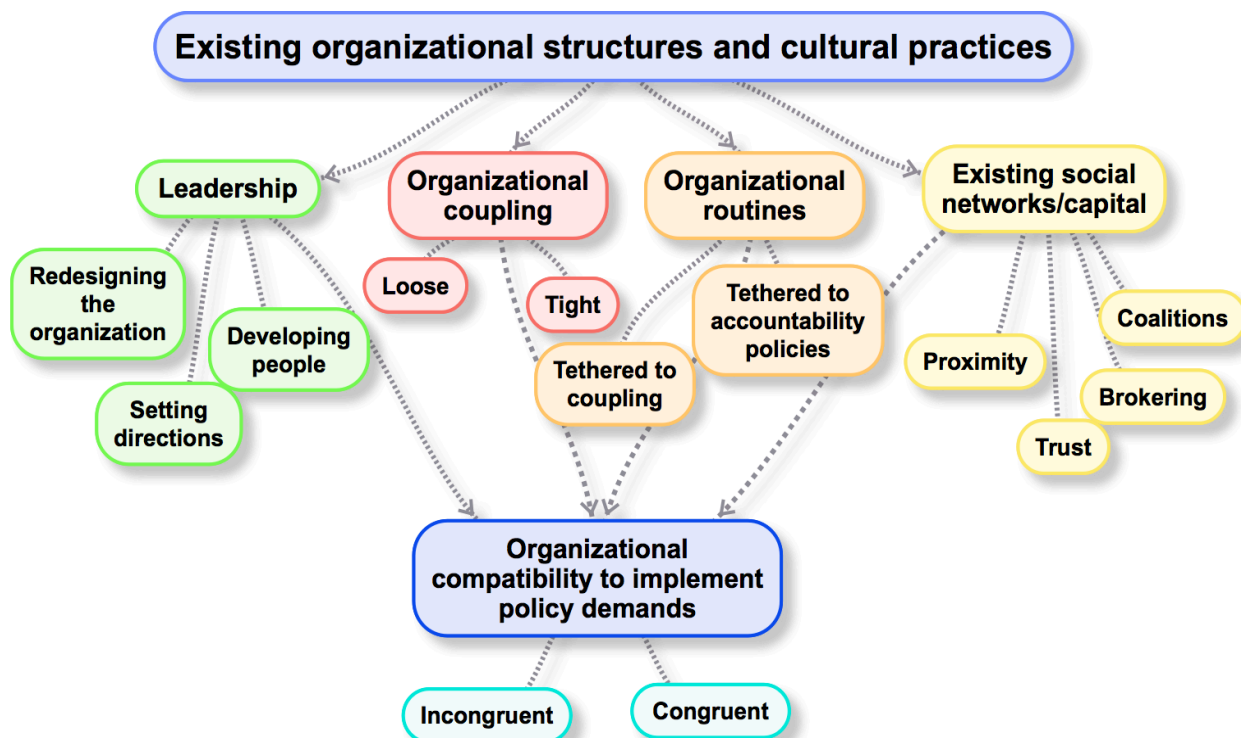 Existing organizational structures and cultural practices
Leadership
Organizational
coupling
Organizational
routines
Existing social
networks/capital
Redesigning
the
organization
Setting
directions
Developing
people
Loose
Tight
Tethered to
coupling
Tethered to
accountability
policies
Proximity
Trust
Brokering
Coalitions
Organizational
compatibility to implement
policy demands
Incongruent
Congruent